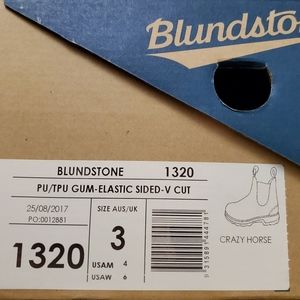 Blundstone
BLUNDSTONE 1320
PU/TPU GUM-ELASTIC SIDED-V CUT
25/08/2017
PO:0012881
1320
SIZE AUS/UK
3
USAM 4
USAW 6
CRAZY HORSE